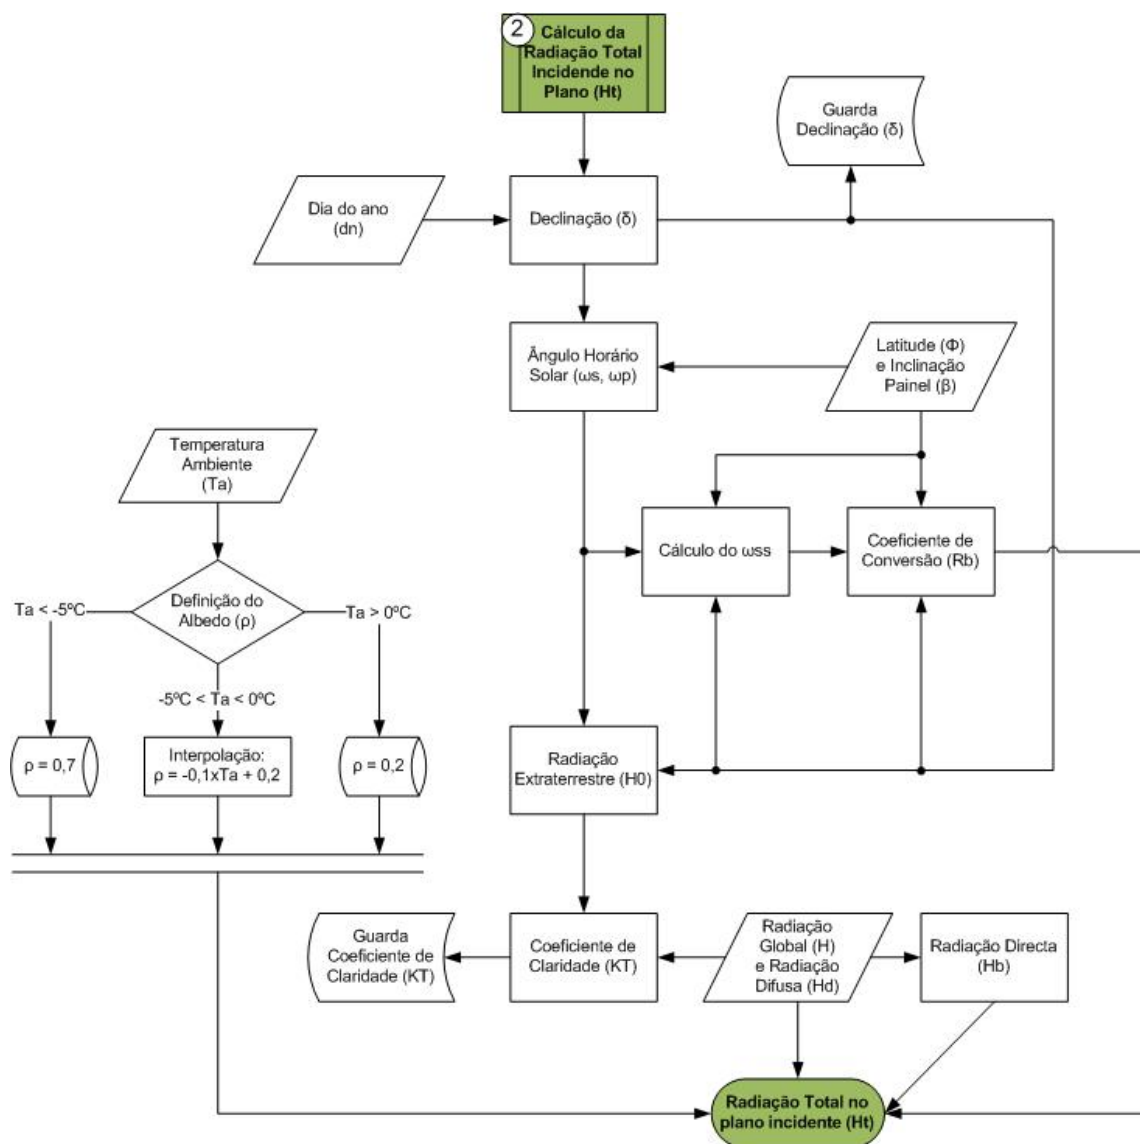 2
Cálculo da
Radiação Total
Incidende no
Plano (Ht)
Guarda
Declinação (δ)
Dia do ano
(dn)
Declinação (δ)
Ângulo Horário
Solar (ωs, ωp)
Latitude (Φ)
e Inclinação
Painel (β)
Temperatura
Ambiente
(Ta)
Cálculo do ωss
Coeficiente de
Conversão (Rb)
Definição do
Albedo (ρ)
Ta < -5ºC
Ta > 0ºC
-5ºC < Ta < 0ºC
ρ = 0,7
Interpolação:
ρ = -0,1xTa + 0,2
ρ = 0,2
Radiação
Extraterrestre (H0)
Guarda
Coeficiente de
Claridade (KT)
Coeficiente de
Claridade (KT)
Radiação
Global (H)
e Radiação
Difusa (Hd)
Radiação Directa
(Hb)
Radiação Total no
plano incidente (Ht)